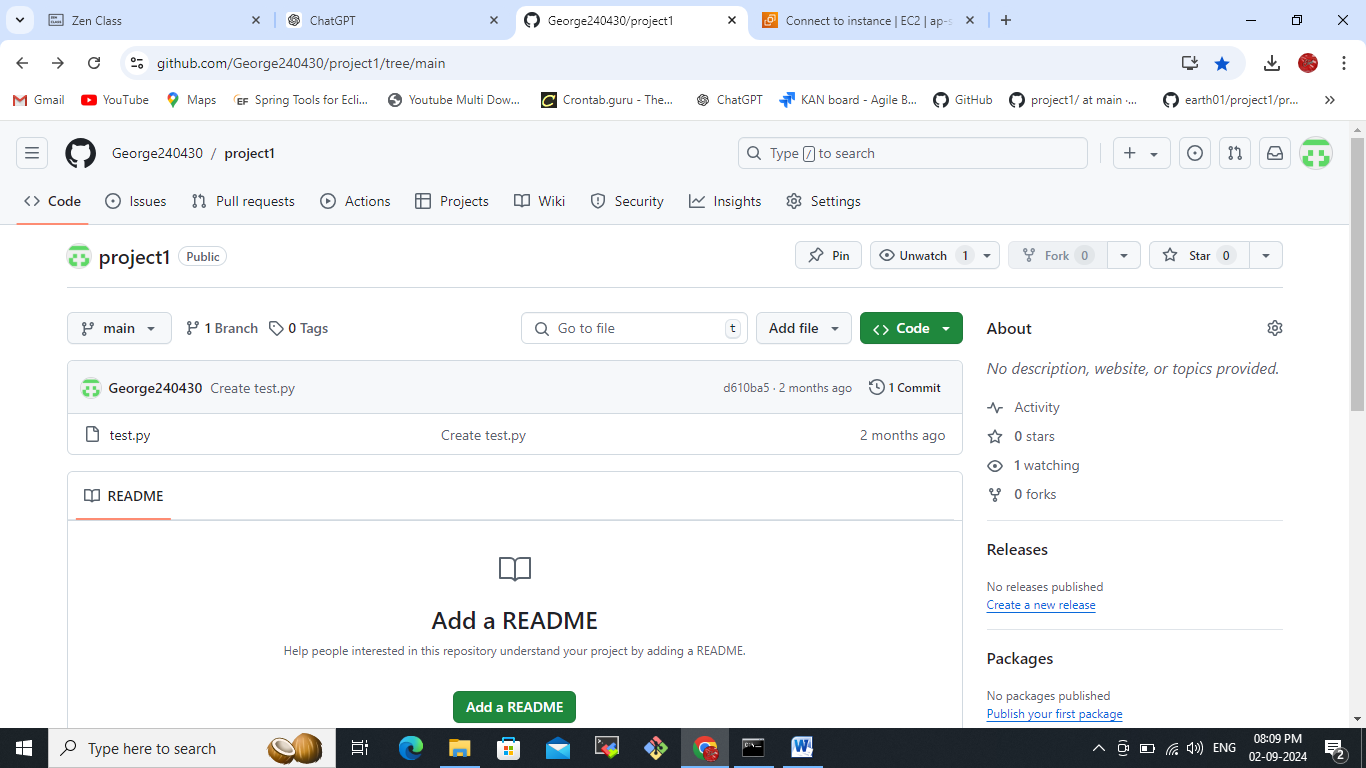 Zen Class
ChatGPT
George240430/project1
Connect to instance | EC2 | ap-s
github.com/George240430/project1/tree/main
Gmail
YouTube
Maps
EF Spring Tools for Ecli...
Youtube Multi Dow...
Crontab.guru - The...
ChatGPT
KAN board - Agile B...
GitHub
project1/ at main ·...
earth01/project1/pr...
George240430 / project1
Type / to search
Code
Issues
Pull requests
Actions
Projects
Wiki
Security
Insights
Settings
project1 Public
Pin
Unwatch 1
Fork 0
Star 0
main
1 Branch
0 Tags
Go to file t
Add file
Code
George240430 Create test.py
d610ba5 · 2 months ago
1 Commit
test.py
Create test.py
2 months ago
README
Add a README
Help people interested in this repository understand your project by adding a README.
Add a README
About
No description, website, or topics provided.
Activity
0 stars
1 watching
0 forks
Releases
No releases published
Create a new release
Packages
No packages published
Publish your first package
Type here to search
ENG
08:09 PM
02-09-2024
2